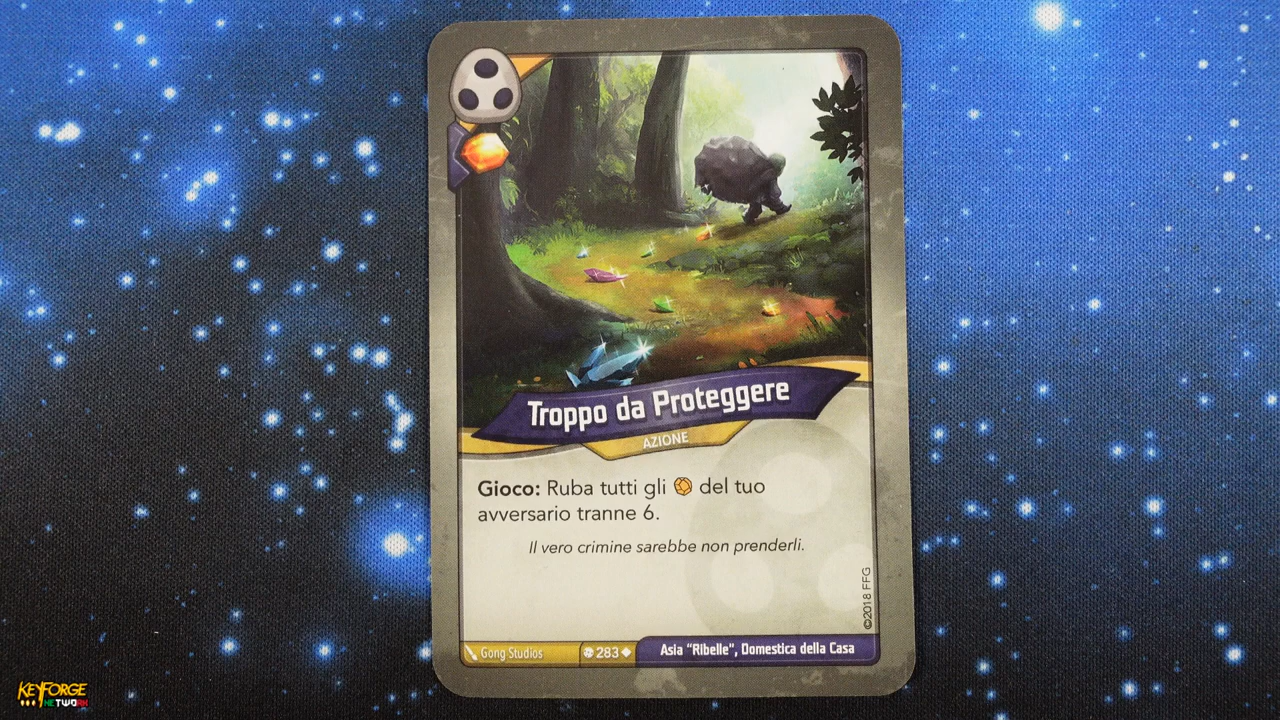 Troppo da Proteggere
AZIONE
Gioco: Ruba tutti gli del tuo
avversario tranne 6.
Il vero crimine sarebbe non prenderli.
©2018 FFG
Gong Studios
283
Asia “Ribelle”, Domestica della Casa
KEYFORGE
NETWORK